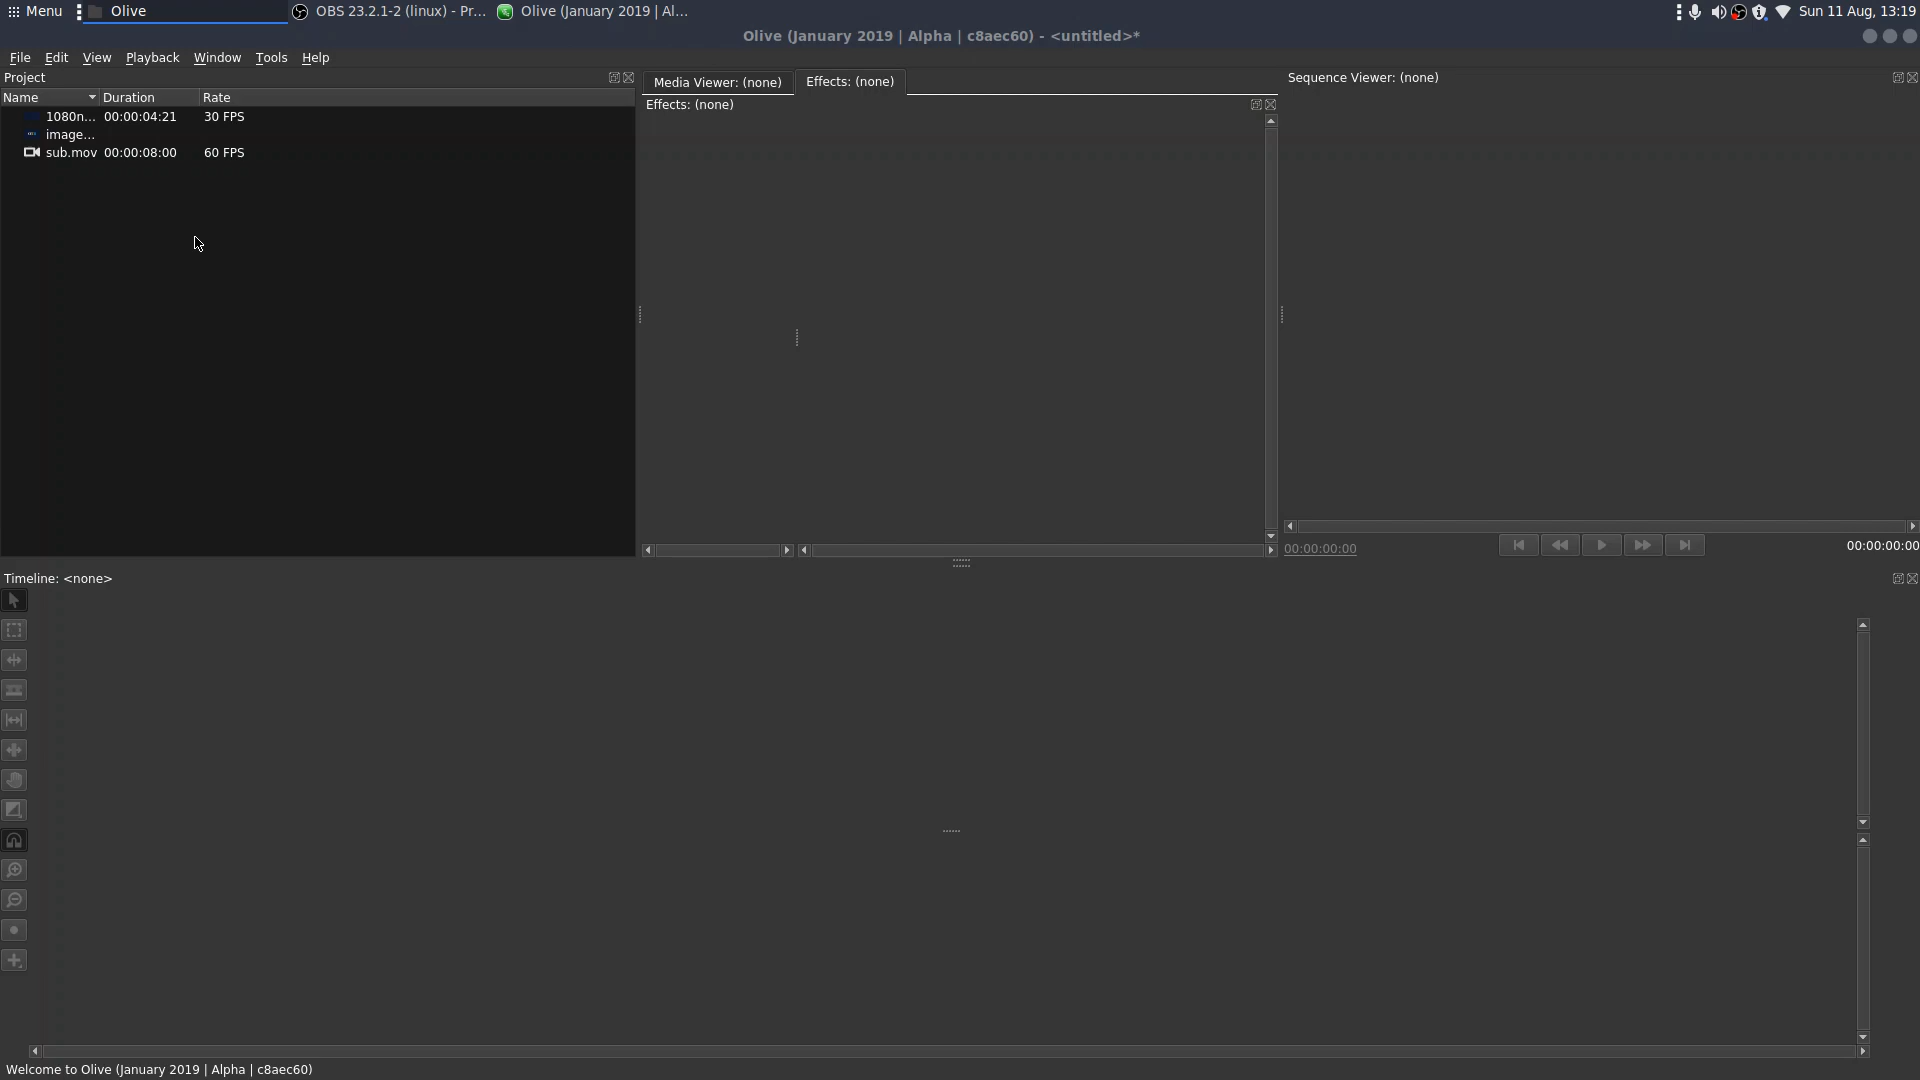 Menu Olive OBS 23.2.1-2 (linux) - Pr... Olive (January 2019 | Al... Sun 11 Aug, 13:19
Olive (January 2019 | Alpha | c8aec60) - <untitled>*
File Edit View Playback Window Tools Help
Project
Name Duration Rate
1080n... 00:00:04:21 30 FPS
image...
sub.mov 00:00:08:00 60 FPS
Media Viewer: (none) Effects: (none)
Effects: (none)
Sequence Viewer: (none)
00:00:00:00 00:00:00:00
Timeline: <none>
Welcome to Olive (January 2019 | Alpha | c8aec60)